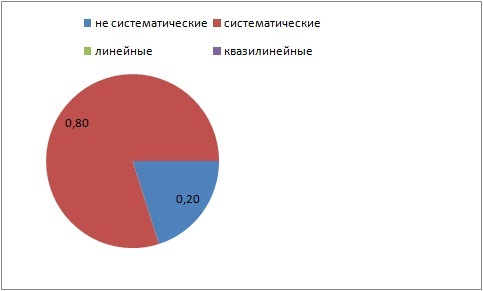 не систематические систематические
линейные квазилинейные
0,80
0,20